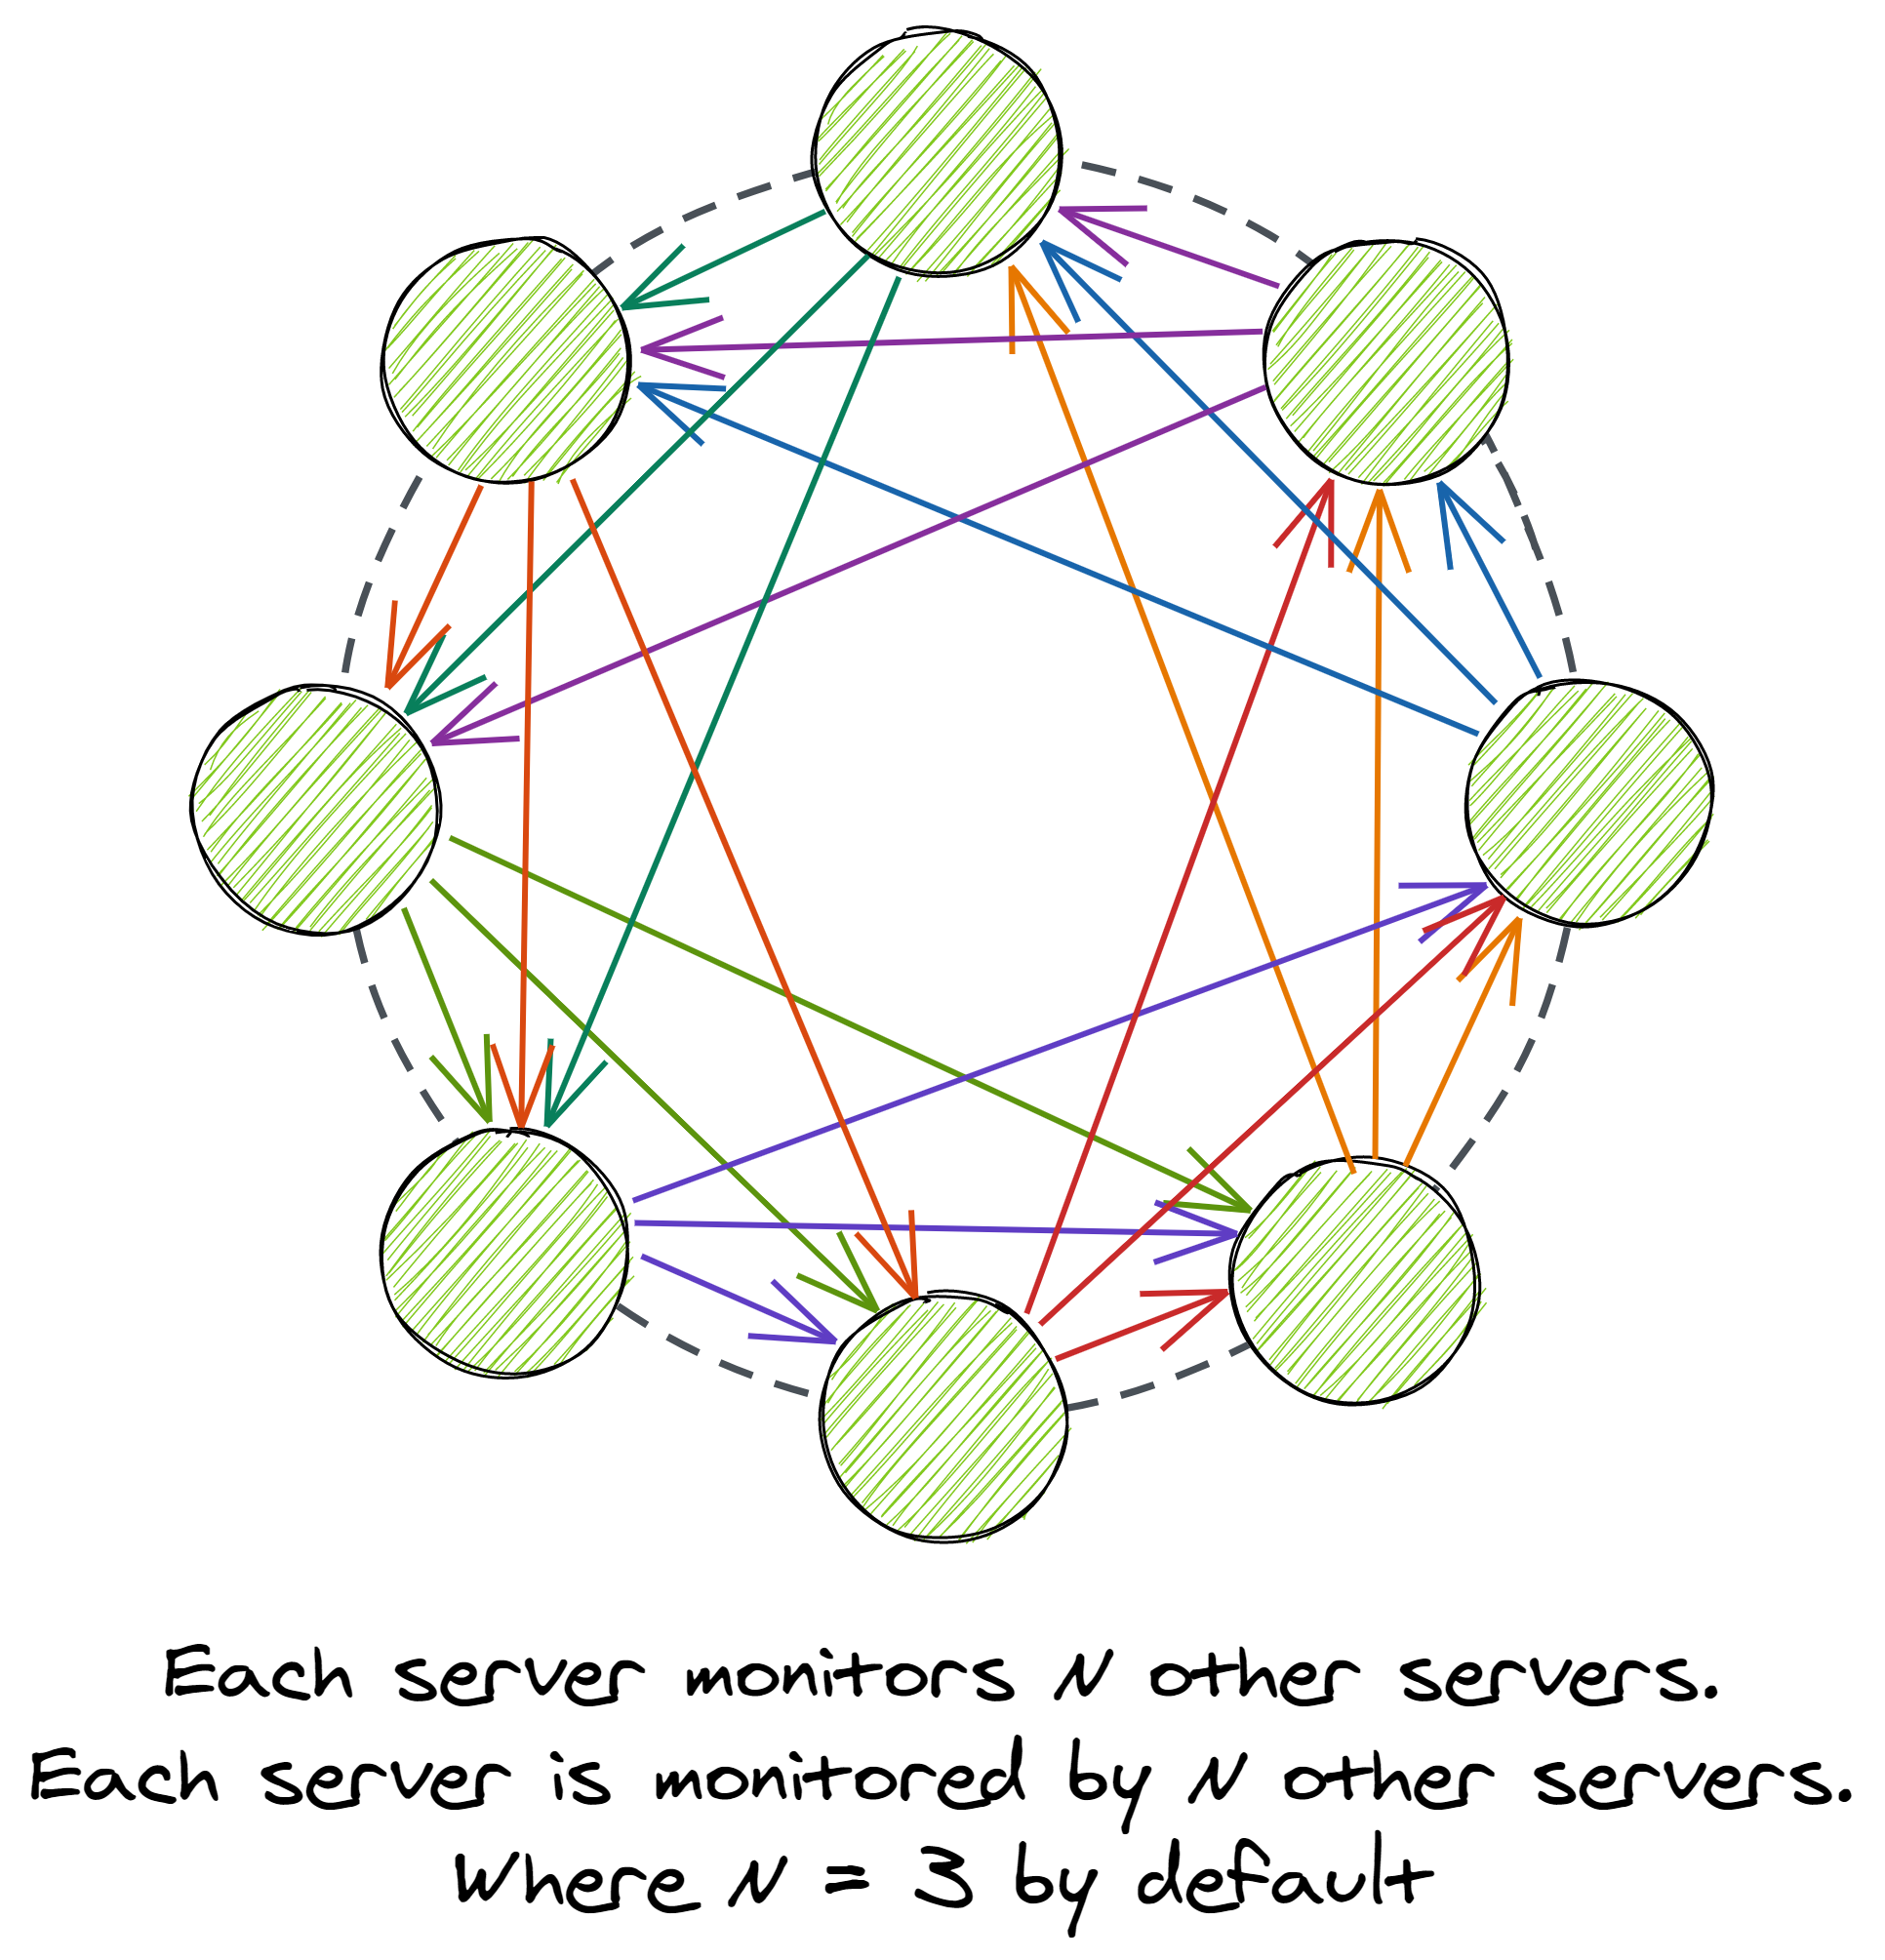 Each server monitors N other servers.
Each server is monitored by N other servers.
Where N = 3 by default